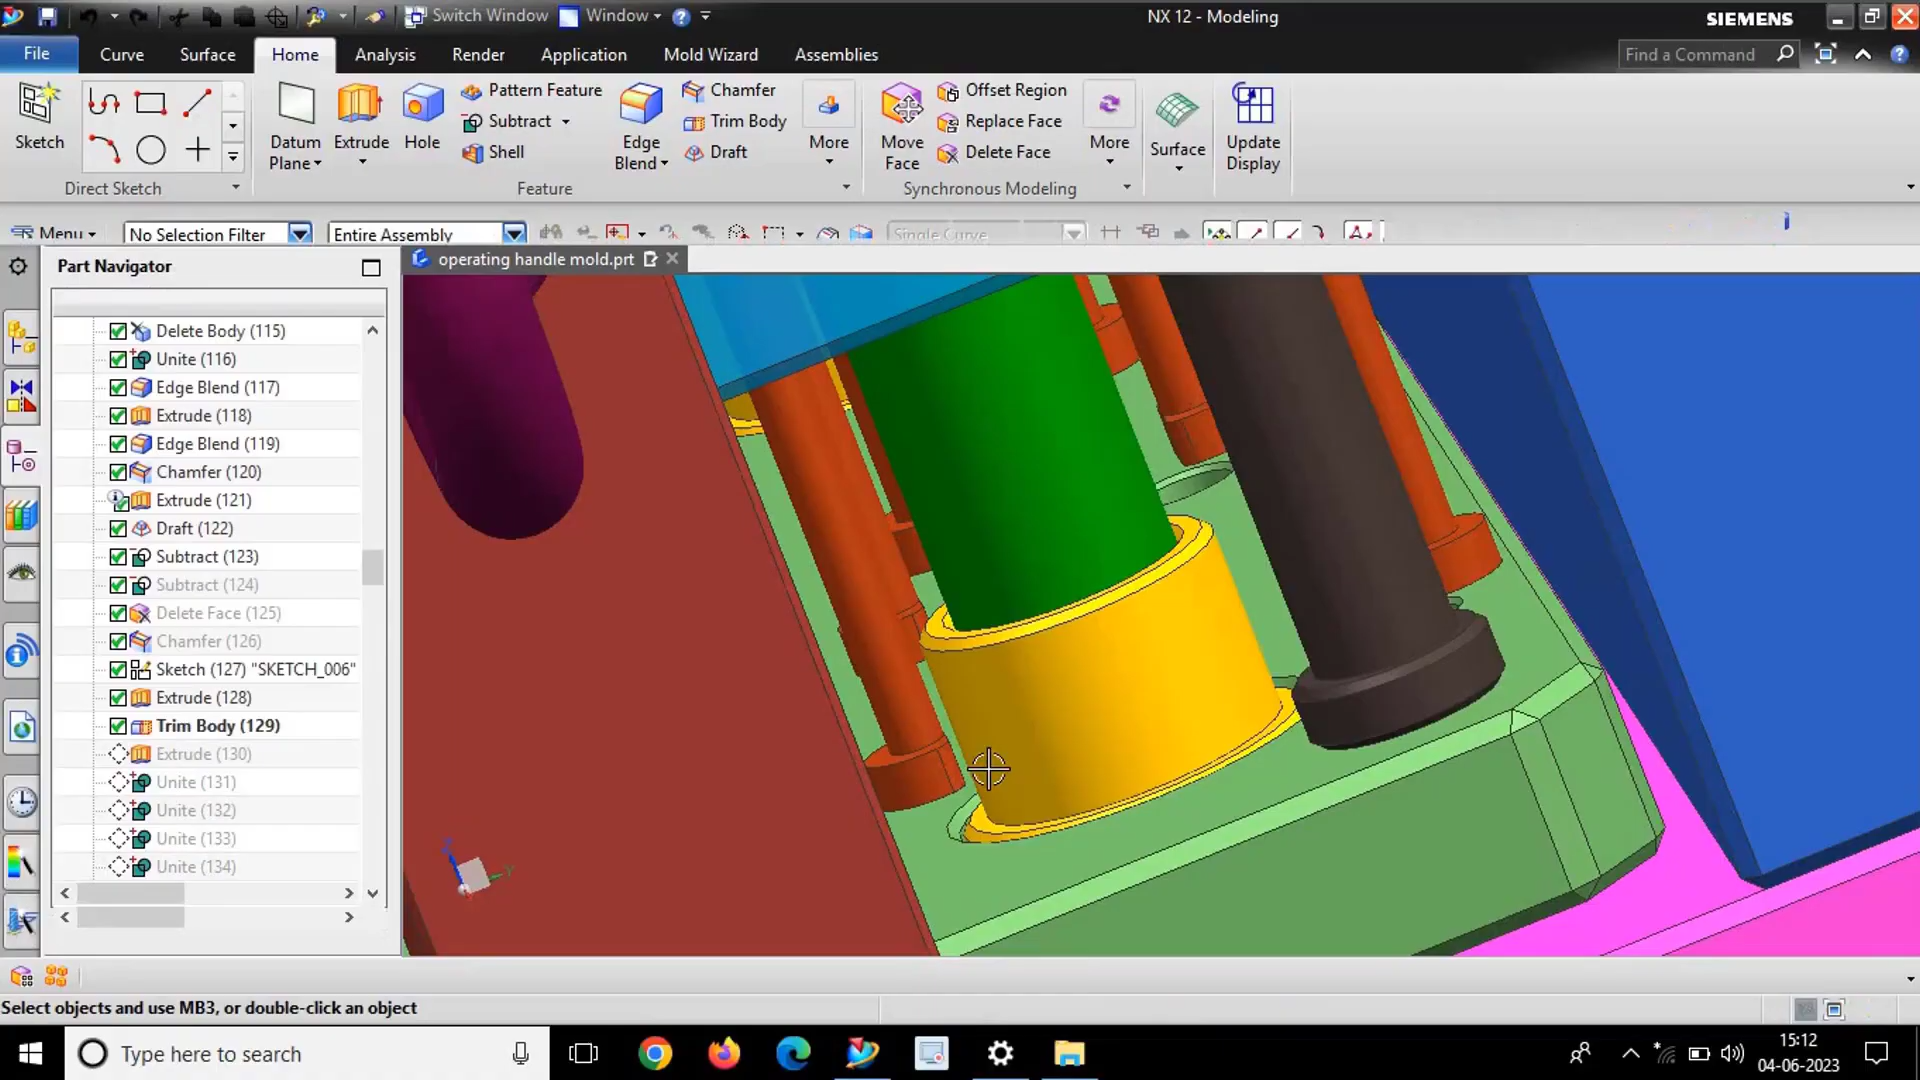 Switch Window Window NX 12 - Modeling SIEMENS
File Curve Surface Home Analysis Render Application Mold Wizard Assemblies Find a Command
Sketch
Direct Sketch
Datum Plane
Extrude
Hole
Pattern Feature
Subtract
Shell
Edge Blend
Chamfer
Trim Body
Draft
More
Feature
Move Face
Offset Region
Replace Face
Delete Face
More
Synchronous Modeling
Surface
Update Display
Menu No Selection Filter Entire Assembly Single Curve
Part Navigator
operating handle mold.prt
Delete Body (115)
Unite (116)
Edge Blend (117)
Extrude (118)
Edge Blend (119)
Chamfer (120)
Extrude (121)
Draft (122)
Subtract (123)
Subtract (124)
Delete Face (125)
Chamfer (126)
Sketch (127) "SKETCH_006"
Extrude (128)
Trim Body (129)
Extrude (130)
Unite (131)
Unite (132)
Unite (133)
Unite (134)
Z
Y
Select objects and use MB3, or double-click an object
Type here to search
15:12
04-06-2023